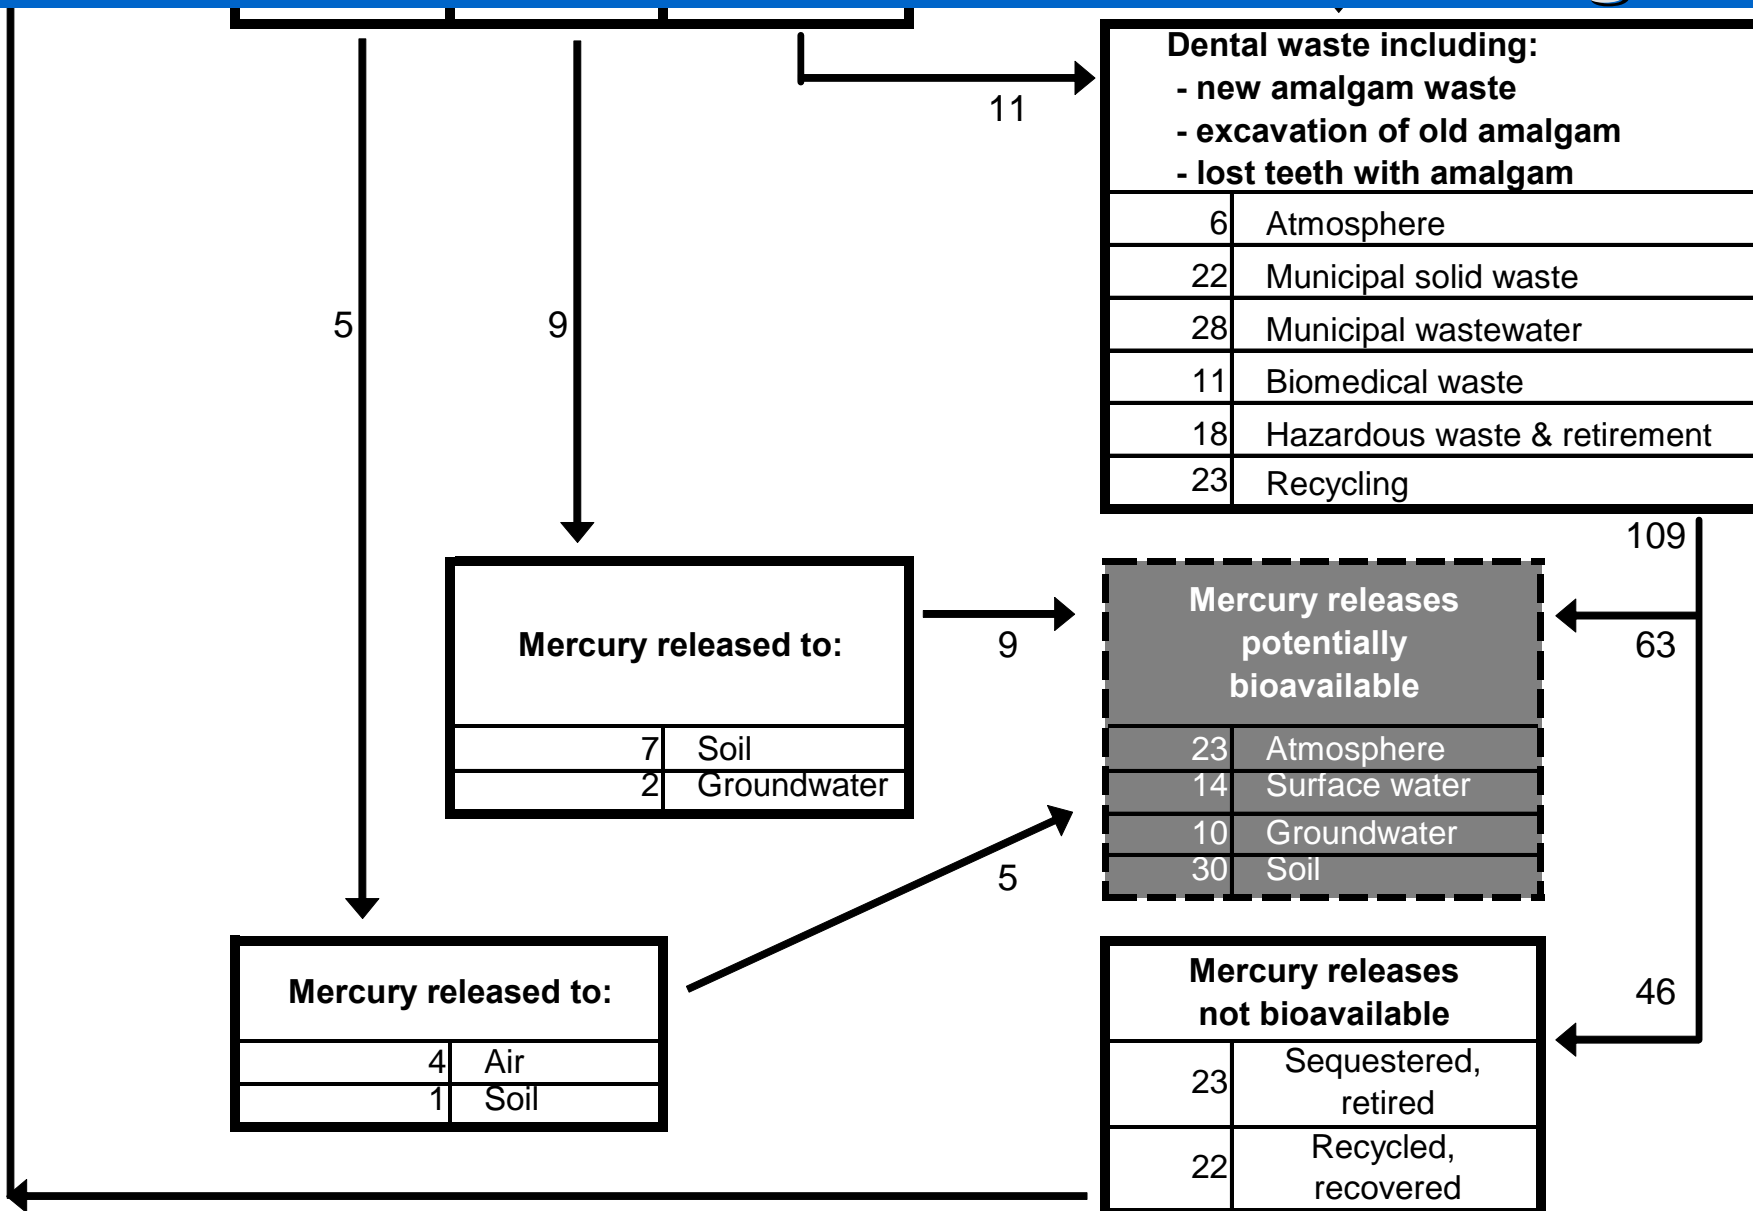 Dental waste including:
- new amalgam waste
- excavation of old amalgam
- lost teeth with amalgam
11
6 Atmosphere
22 Municipal solid waste
28 Municipal wastewater
11 Biomedical waste
18 Hazardous waste & retirement
23 Recycling
5
9
109
Mercury released to:
7 Soil
2 Groundwater
9
Mercury releases
potentially
bioavailable
23 Atmosphere
14 Surface water
10 Groundwater
30 Soil
63
5
Mercury released to:
4 Air
1 Soil
Mercury releases
not bioavailable
23 Sequestered,
retired
22 Recycled,
recovered
46